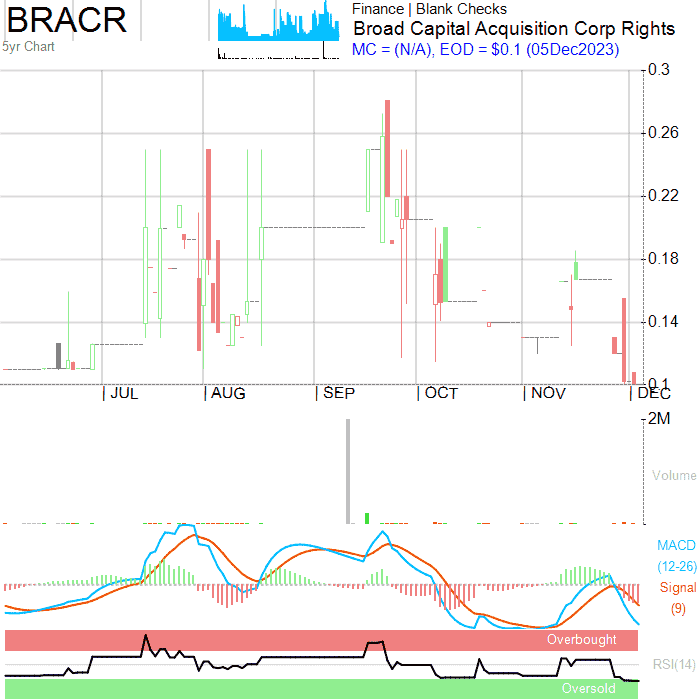 BRACR
5yr Chart
Finance | Blank Checks
Broad Capital Acquisition Corp Rights
MC = (N/A), EOD = $0.1 (05Dec2023)
0.3
0.26
0.22
0.18
0.14
0.1
| JUL | AUG | SEP | OCT | NOV | DEC
2M
Volume
MACD
(12-26)
Signal
(9)
Overbought
RSI(14)
Oversold